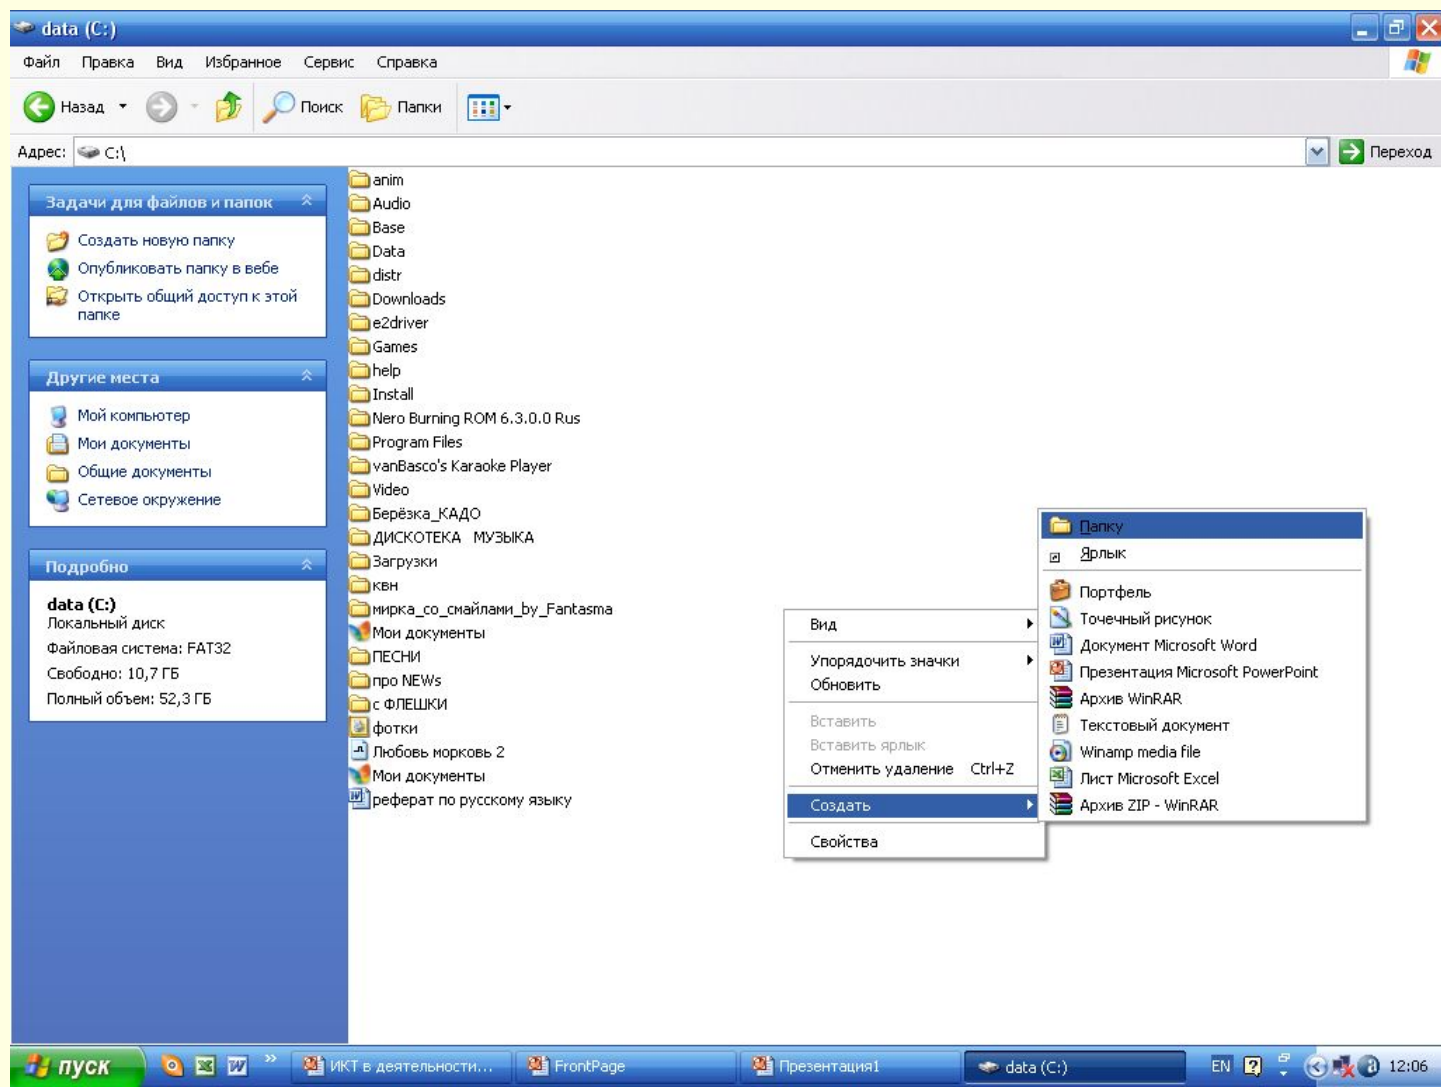 data (C:)
Файл Правка Вид Избранное Сервис Справка
Назад Поиск Папки
Адрес: C:\ Переход
Задачи для файлов и папок
Создать новую папку
Опубликовать папку в вебе
Открыть общий доступ к этой
папке
Другие места
Мой компьютер
Мои документы
Общие документы
Сетевое окружение
Подробно
data (C:)
Локальный диск
Файловая система: FAT32
Свободно: 10,7 ГБ
Полный объем: 52,3 ГБ
anim
Audio
Base
Data
distr
Downloads
e2driver
Games
help
Install
Nero Burning ROM 6.3.0.0 Rus
Program Files
vanBasco's Karaoke Player
Video
Берёзка_КАДО
ДИСКОТЕКА МУЗЫКА
Загрузки
квн
мирка_со_смайлами_by_Fantasma
Мои документы
ПЕСНИ
про NEWs
с ФЛЕШКИ
фотки
Любовь морковь 2
Мои документы
реферат по русскому языку
Вид
Упорядочить значки
Обновить
Вставить
Вставить ярлык
Отменить удаление Ctrl+Z
Создать
Свойства
Папку
Ярлык
Портфель
Точечный рисунок
Документ Microsoft Word
Презентация Microsoft PowerPoint
Архив WinRAR
Текстовый документ
Winamp media file
Лист Microsoft Excel
Архив ZIP - WinRAR
пуск ИКТ в деятельности... FrontPage Презентация1 data (C:) EN 12:06